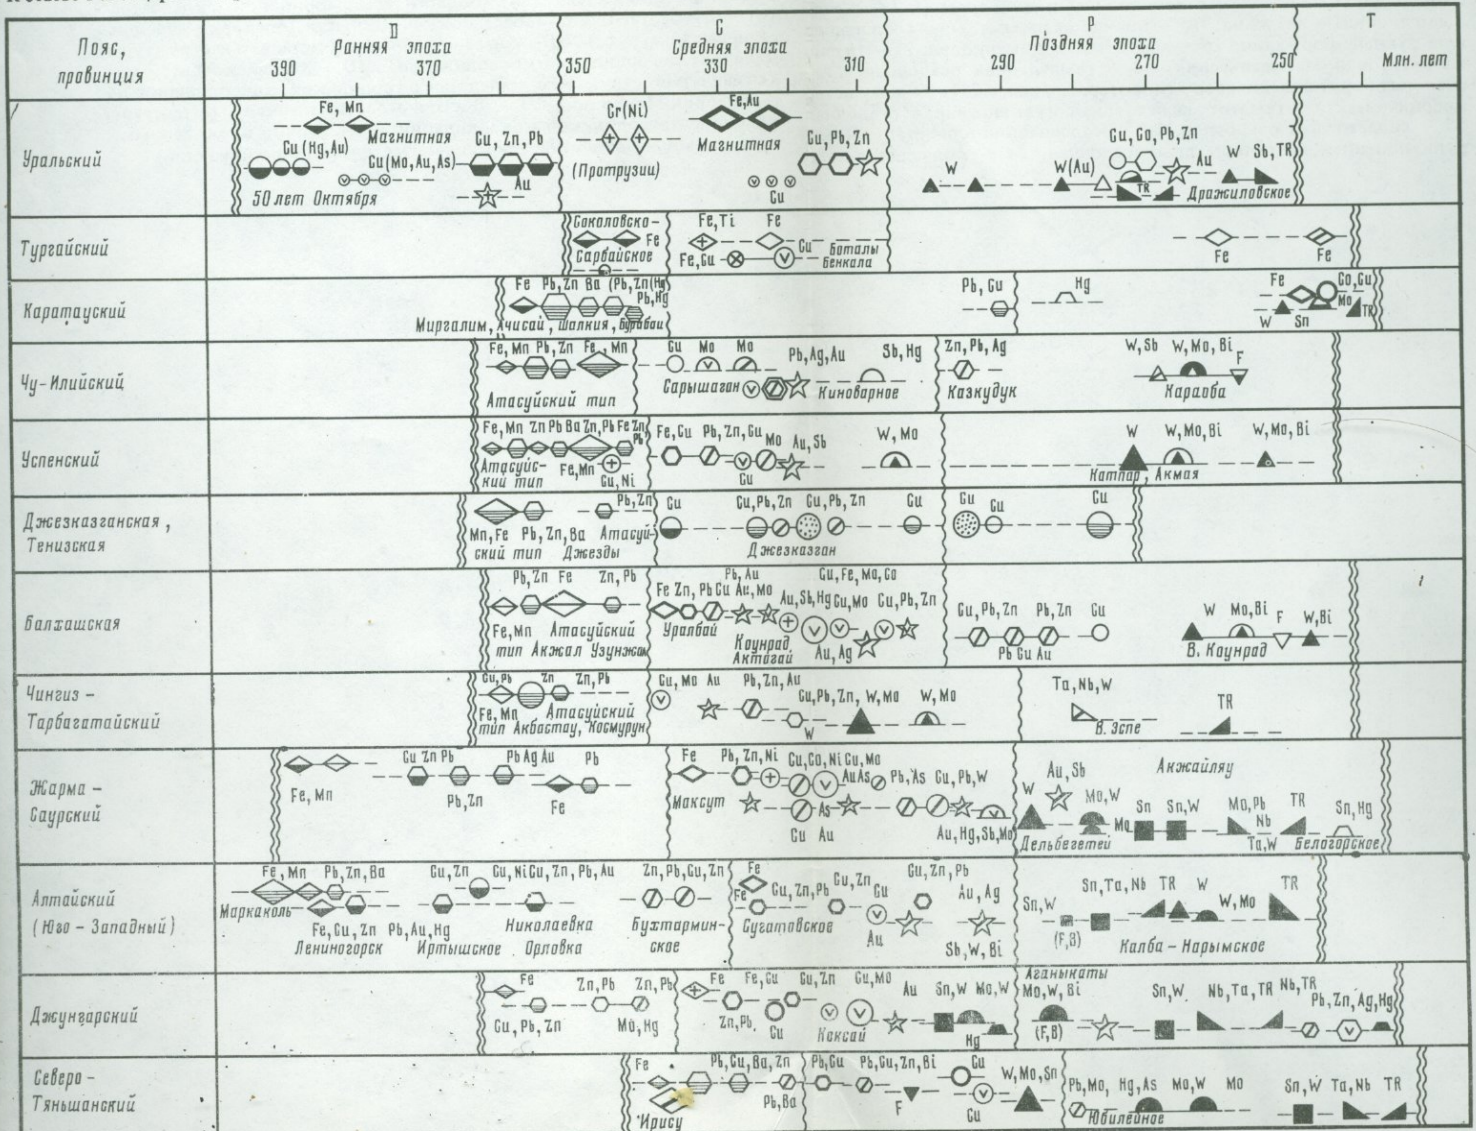 D C P T
Пояс, провинция
Ранняя эпоха Средняя эпоха Поздняя эпоха
390 370 350 330 310 290 270 250 Млн. лет
Уральский
Fe, Mn Cr(Ni) Fe,Au
Магнитная Магнитная
Cu(Hg,Au) Cu(Mo,Au,As) Cu, Zn, Pb (Протрузии) Cu, Pb, Zn Cu, Co, Pb, Zn
W W(Au) Au W Sb, TR
50 лет Октября Au Cu TR Дражиловское
Тургайский
Соколовско- Fe Fe,Ti Fe
Сарбайское Fe,Cu Cu Баталы Fe Fe
Бенкала
Каратауский
Fe Pb, Zn Ba (Pb, Zn(Hg) Pb,Hg Pb, Cu Hg Fe Co,Cu
Mo
W Sn TR
Миргалим, Ачисай, Шалкия, Бурабаи
Чу-Илийский
Fe, Mn Pb, Zn Fe, Mn Cu Mo Mo Pb,Ag,Au Sb,Hg Zn, Pb, Ag W,Sb W, Mo, Bi F
Атасуйский тип Сарышаган Киноварное Казкудук Караоба
Успенский
Fe, Mn Zn Pb Ba Zn, Pb Fe Zn, Pb Fe, Cu Pb, Zn, Cu Mo Au, Sb W, Mo W W, Mo, Bi W, Mo, Bi
Атасуйс- Fe,Mn
кий тип Cu, Ni Cu Катпар, Акмая
Джезказганская, Тенизская
Pb,Zn Cu Cu,Pb,Zn Cu, Pb, Zn Cu Cu Cu Cu
Mn,Fe Pb, Zn, Ba Атасуй-
ский тип Джезды Джезказган
Балхашская
Pb,Zn Fe Zn, Pb Pb, Au Cu, Fe, Mo, Co
Fe Zn, Pb Cu Au, Mo Au,Sb,Hg Cu,Mo Cu, Pb, Zn Cu, Pb, Zn Pb, Zn Cu W Mo,Bi F W,Bi
Fe, Mn Атасуйский Уралбай Коунрад
тип Акжал Узунжал Актогай Au, Ag Pb Cu Au В. Коунрад
Чингиз - Тарбагатайский
Cu, Pb Zn Zn, Pb Cu, Mo Au Pb, Zn, Au Cu,Pb,Zn, W,Mo W, Mo Ta, Nb, W TR
Fe, Mn Атасуйский W В. Эспе
тип Акбастау, Космурун
Жарма - Саурский
Cu Zn Pb Pb Ag Au Pb Fe Pb, Zn,Ni Cu,Co,Ni Cu,Mo Au As Pb,As Cu, Pb,W Au, Sb Акжайляу
W Mo,W Sn Sn,W Mo,Pb TR Sn,Hg
Fe, Mn Pb,Zn Fe Максут As Mo Nb
Cu Au Au, Hg, Sb, Mo Дельбегетей Ta,W Белогорское
Алтайский (Юго - Западный)
Fe, Mn Pb, Zn, Ba Cu, Zn Cu, Ni Cu, Zn, Pb, Au Zn, Pb, Cu, Zn Fe Cu, Zn, Pb Cu, Zn Cu Cu, Zn, Pb Au, Ag Sn,W Sn,Ta, Nb TR W TR
Маркаколь Fe W, Mo
Fe, Cu, Zn Pb, Au, Hg Николаевка Бухтармин- Сугатовское (F,B)
Лениногорск Иртышское Орловка ское Au Sb, W, Bi Калба - Нарымское
Джунгарский
Fe Zn, Pb Zn, Pb Fe Fe,Cu Cu, Zn Cu,Mo Au Sn,W Mo, W Аганыкаты
Mo, W, Bi Sn, W Nb, Ta, TR Nb, TR Pb, Zn, Ag, Hg
Cu, Pb, Zn Mo, Hg Zn, Pb Cu Коксай Hg (F,B)
Северо - Тяньшанский
Fe Pb, Cu, Ba, Zn Pb,Cu Pb, Cu, Zn, Bi Cu W, Mo, Sn Pb,Mo, Hg, As Mo, W Mo Sn, W Ta, Nb TR
Ирису Pb,Ba F Cu Юбилейное